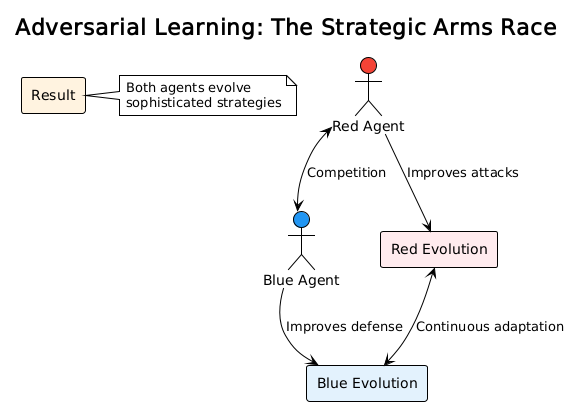 Adversarial Learning: The Strategic Arms Race
Result
Both agents evolve
sophisticated strategies
Red Agent
Competition
Improves attacks
Red Evolution
Blue Agent
Improves defense
Continuous adaptation
Blue Evolution